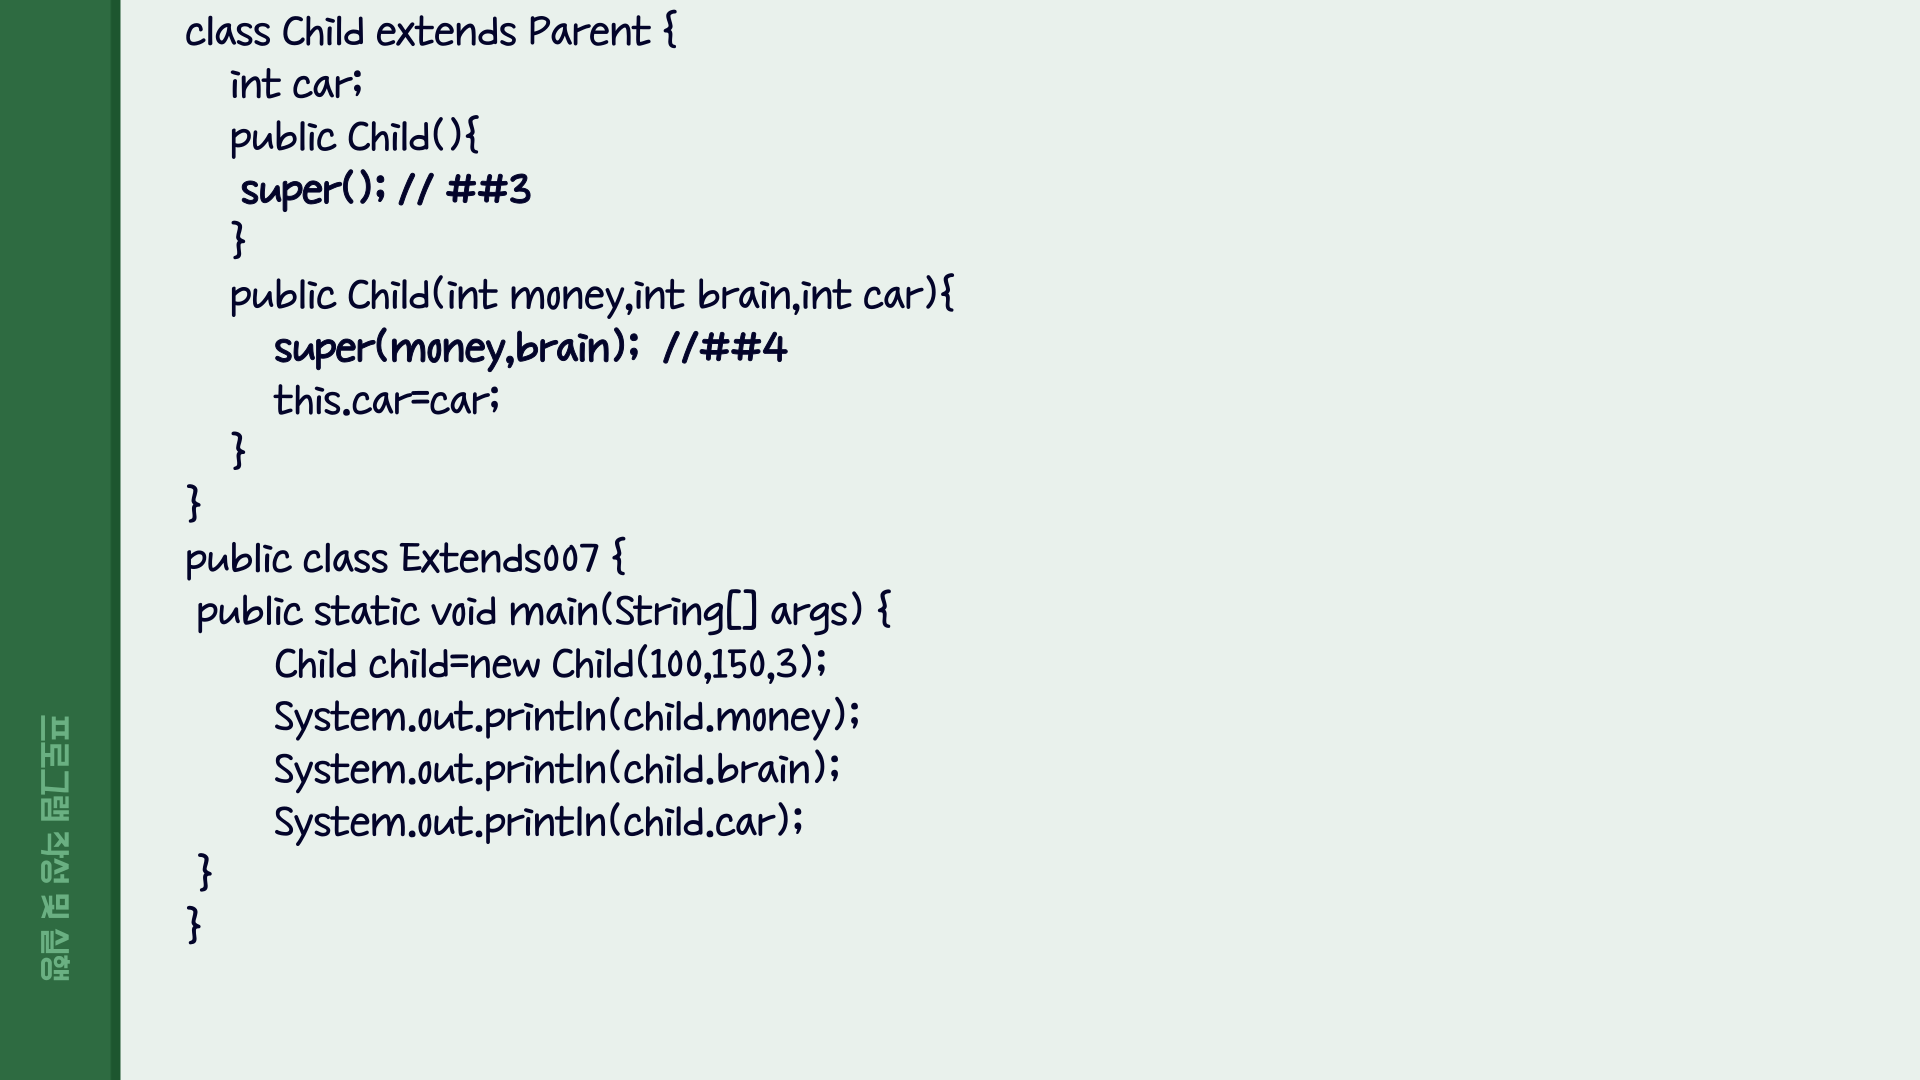 class Child extends Parent {
int car;
public Child(){
super(); // ##3
}
public Child(int money,int brain,int car){
super(money,brain);  //##4
this.car=car;
}
}
public class Extends007 {
public static void main(String[] args) {
Child child=new Child(100,150,3);
System.out.println(child.money);
System.out.println(child.brain);
System.out.println(child.car);
}
}
프로그램 작성 및 실행